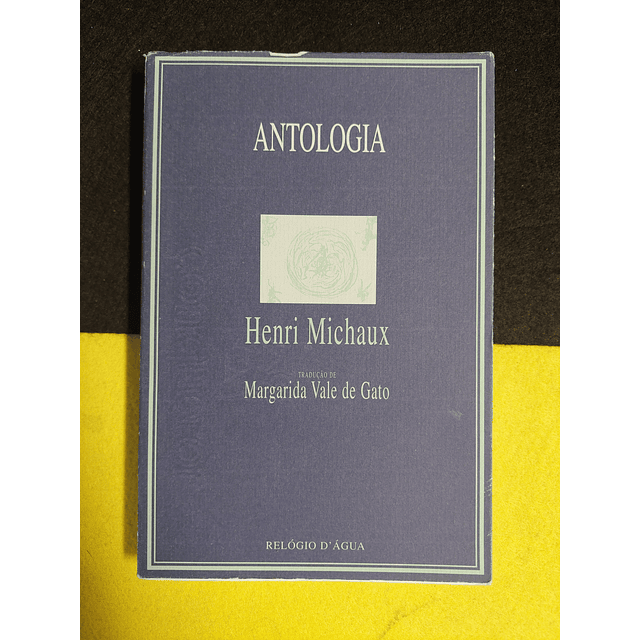 ANTOLOGIA
Henri Michaux
TRADUÇÃO DE
Margarida Vale de Gato
RELÓGIO D'ÁGUA